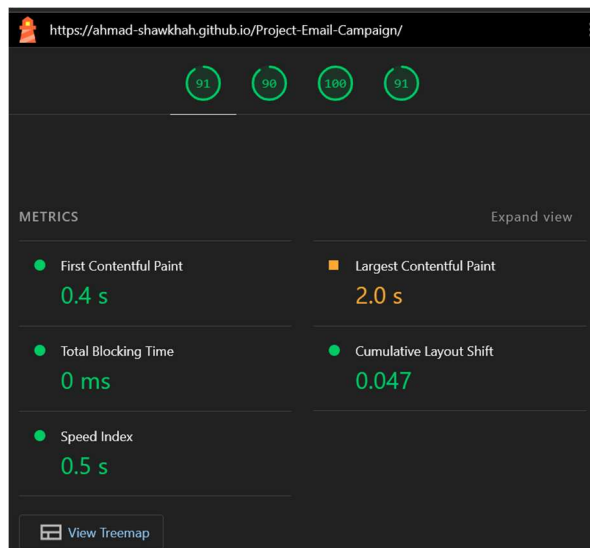 https://ahmad-shawkhah.github.io/Project-Email-Campaign/
91 90 100 91
METRICS Expand view
First Contentful Paint Largest Contentful Paint
0.4 s 2.0 s
Total Blocking Time Cumulative Layout Shift
0 ms 0.047
Speed Index
0.5 s
View Treemap